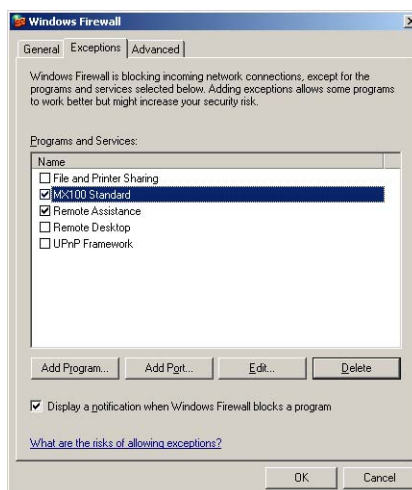 Windows Firewall
General Exceptions Advanced
Windows Firewall is blocking incoming network connections, except for the
programs and services selected below. Adding exceptions allows some programs
to work better but might increase your security risk.
Programs and Services:
Name
File and Printer Sharing
MX100 Standard
Remote Assistance
Remote Desktop
UPnP Framework
Add Program... Add Port... Edit... Delete
Display a notification when Windows Firewall blocks a program
What are the risks of allowing exceptions?
OK Cancel